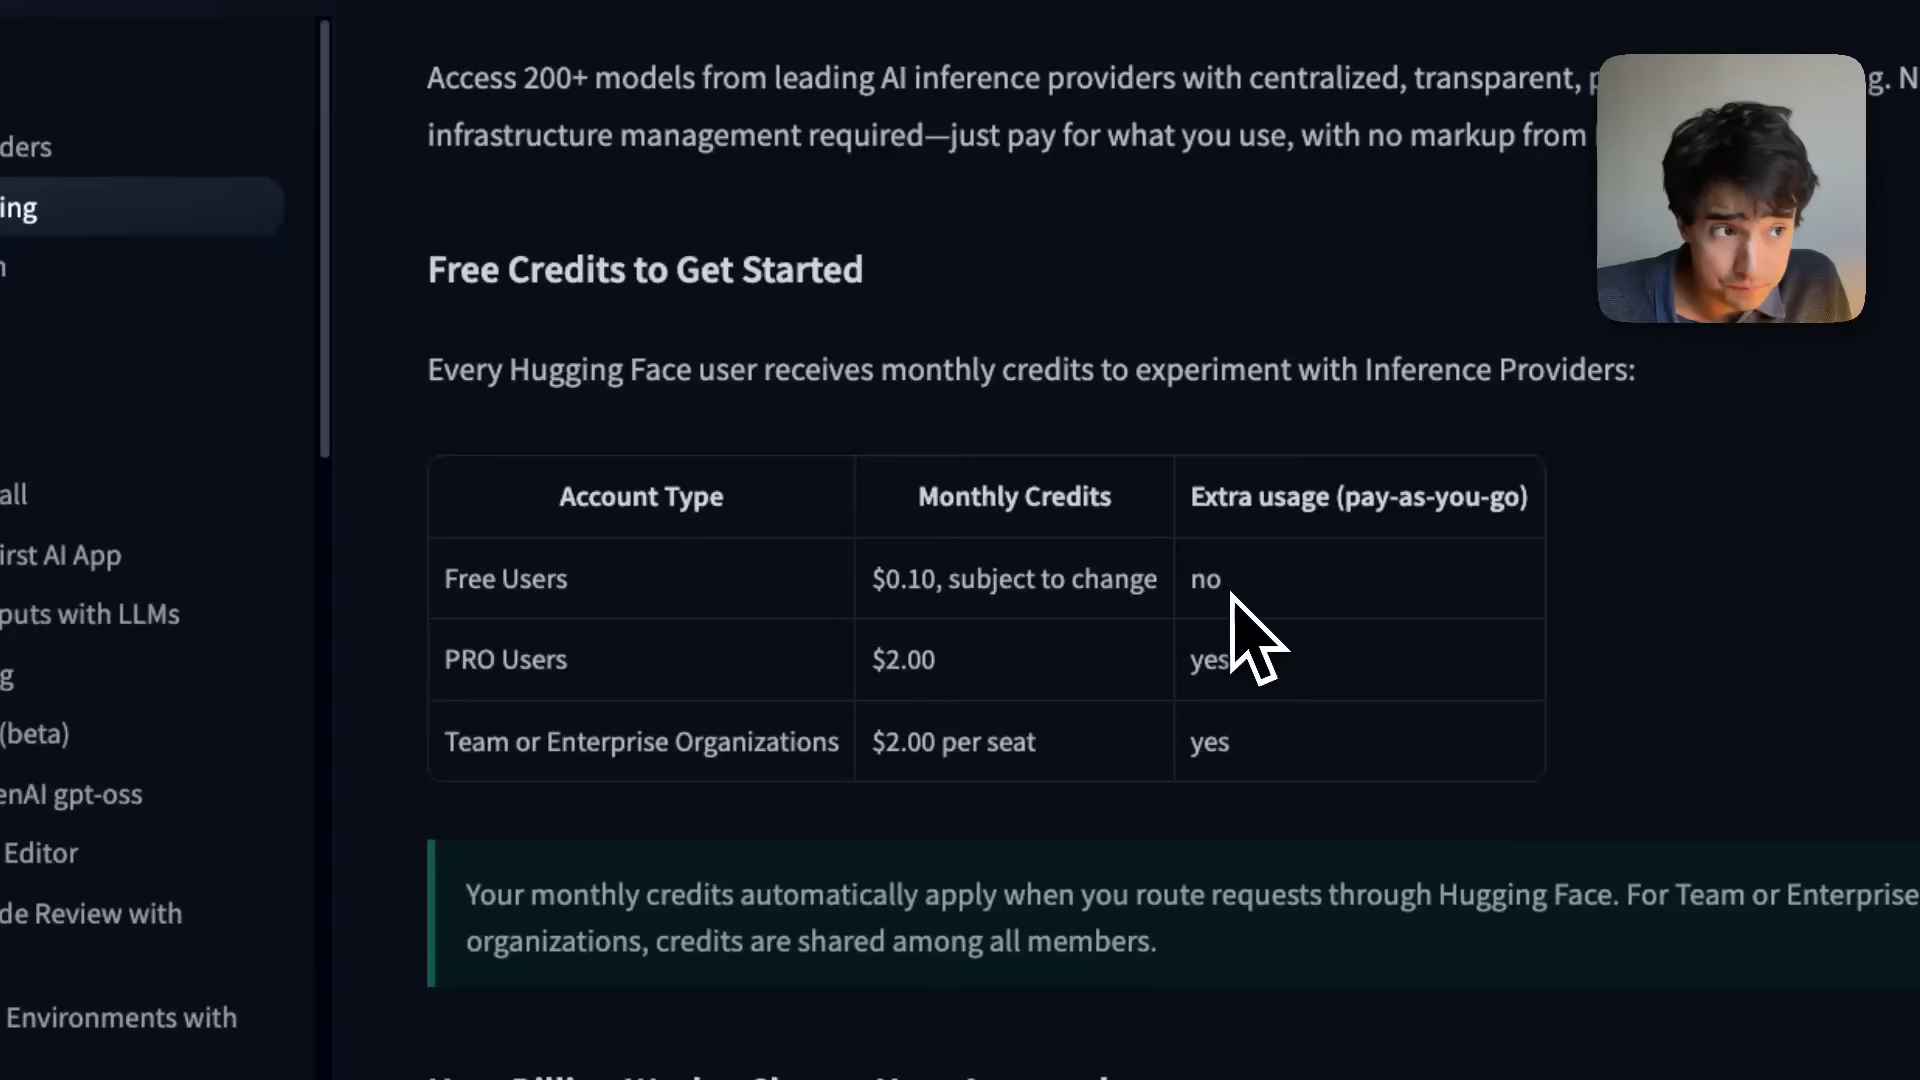 Access 200+ models from leading AI inference providers with centralized, transparent,
infrastructure management required—just pay for what you use, with no markup from
ders
ing
Free Credits to Get Started
Every Hugging Face user receives monthly credits to experiment with Inference Providers:
Account Type Monthly Credits Extra usage (pay-as-you-go)
Free Users $0.10, subject to change no
PRO Users $2.00 yes
Team or Enterprise Organizations $2.00 per seat yes
Your monthly credits automatically apply when you route requests through Hugging Face. For Team or Enterprise
organizations, credits are shared among all members.
all
irst AI App
puts with LLMs
g
(beta)
enAI gpt-oss
Editor
de Review with
Environments with